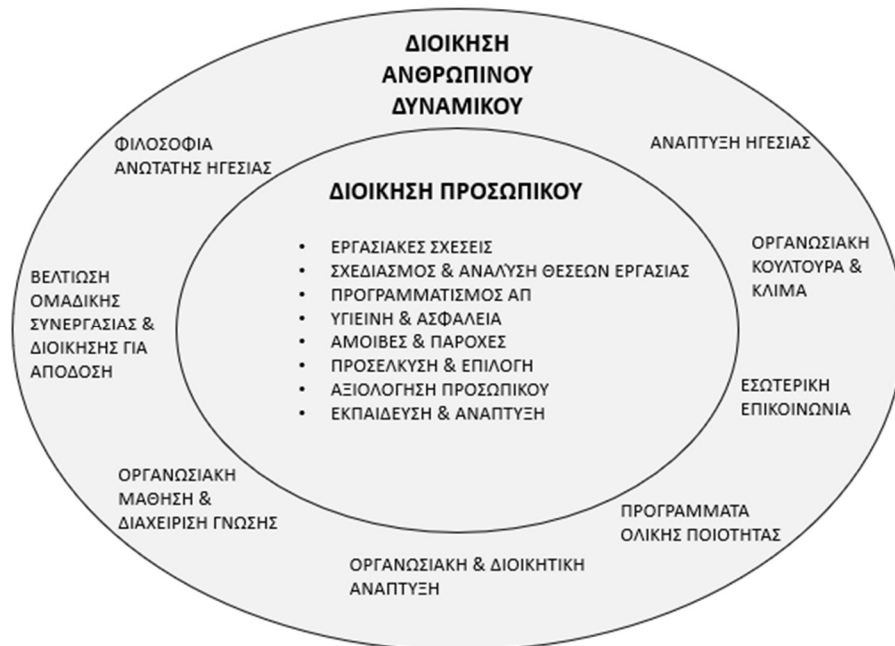 ΔΙΟΙΚΗΣΗ
ΑΝΘΡΩΠΙΝΟΥ
ΔΥΝΑΜΙΚΟΥ
ΦΙΛΟΣΟΦΙΑ
ΑΝΩΤΑΤΗΣ ΗΓΕΣΙΑΣ
ΑΝΑΠΤΥΞΗ ΗΓΕΣΙΑΣ
ΔΙΟΙΚΗΣΗ ΠΡΟΣΩΠΙΚΟΥ
• ΕΡΓΑΣΙΑΚΕΣ ΣΧΕΣΕΙΣ
• ΣΧΕΔΙΑΣΜΟΣ & ΑΝΑΛΎΣΗ ΘΕΣΕΩΝ ΕΡΓΑΣΙΑΣ
• ΠΡΟΓΡΑΜΜΑΤΙΣΜΟΣ ΑΠ
• ΥΓΙΕΙΝΗ & ΑΣΦΑΛΕΙΑ
• ΑΜΟΙΒΕΣ & ΠΑΡΟΧΕΣ
• ΠΡΟΣΕΛΚΥΣΗ & ΕΠΙΛΟΓΗ
• ΑΞΙΟΛΟΓΗΣΗ ΠΡΟΣΩΠΙΚΟΥ
• ΕΚΠΑΙΔΕΥΣΗ & ΑΝΑΠΤΥΞΗ
ΟΡΓΑΝΩΣΙΑΚΗ
ΚΟΥΛΤΟΥΡΑ &
ΚΛΙΜΑ
ΒΕΛΤΙΩΣΗ
ΟΜΑΔΙΚΗΣ
ΣΥΝΕΡΓΑΣΙΑΣ &
ΔΙΟΙΚΗΣΗΣ ΓΙΑ
ΑΠΟΔΟΣΗ
ΕΣΩΤΕΡΙΚΗ
ΕΠΙΚΟΙΝΩΝΙΑ
ΟΡΓΑΝΩΣΙΑΚΗ
ΜΑΘΗΣΗ &
ΔΙΑΧΕΙΡΙΣΗ ΓΝΩΣΗΣ
ΠΡΟΓΡΑΜΜΑΤΑ
ΟΛΙΚΗΣ ΠΟΙΟΤΗΤΑΣ
ΟΡΓΑΝΩΣΙΑΚΗ & ΔΙΟΙΚΗΤΙΚΗ
ΑΝΑΠΤΥΞΗ